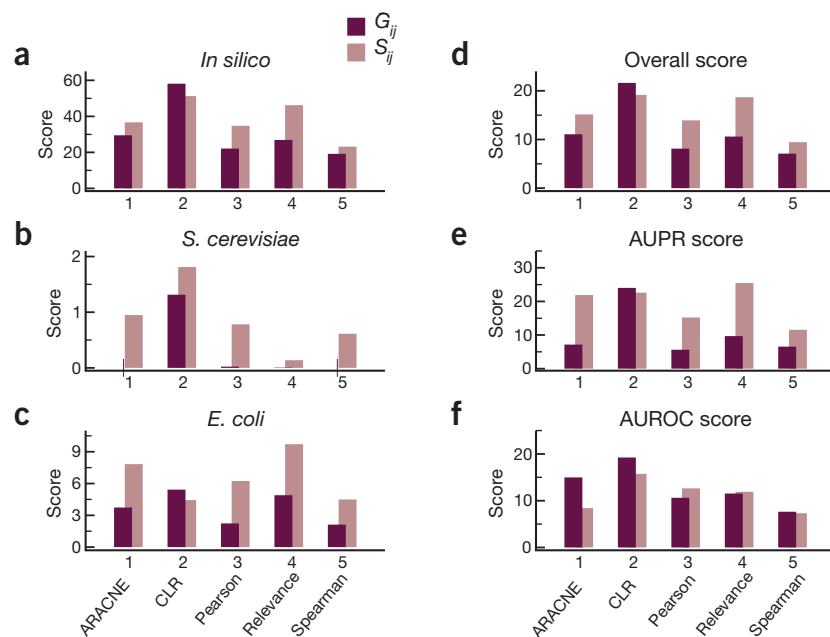 G_ij
S_ij
a
In silico
Score
60
40
20
0
1 2 3 4 5
b
S. cerevisiae
Score
2
1
0
1 2 3 4 5
c
E. coli
Score
9
6
3
0
1 2 3 4 5
ARACNE
CLR
Pearson
Relevance
Spearman
d
Overall score
Score
20
10
0
1 2 3 4 5
e
AUPR score
Score
30
20
10
0
1 2 3 4 5
f
AUROC score
Score
20
10
0
1 2 3 4 5
ARACNE
CLR
Pearson
Relevance
Spearman